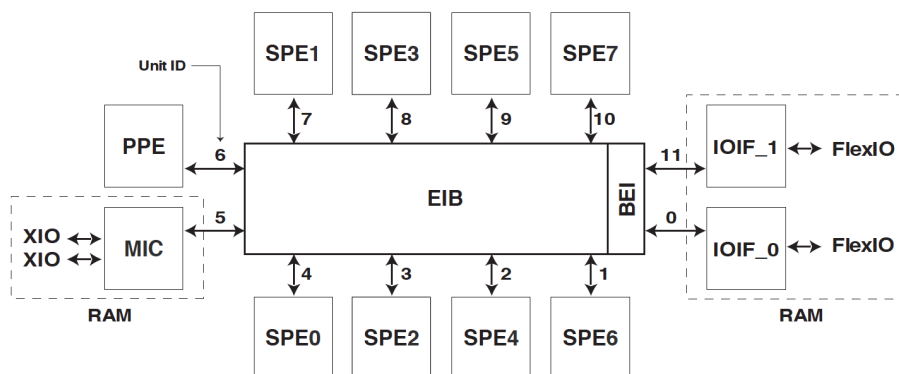 SPE1 SPE3 SPE5 SPE7
Unit ID
7 8 9 10
PPE 6 11 IOIF_1 FlexIO
EIB BEI
XIO MIC 5 0 IOIF_0 FlexIO
XIO
4 3 2 1
RAM RAM
SPE0 SPE2 SPE4 SPE6